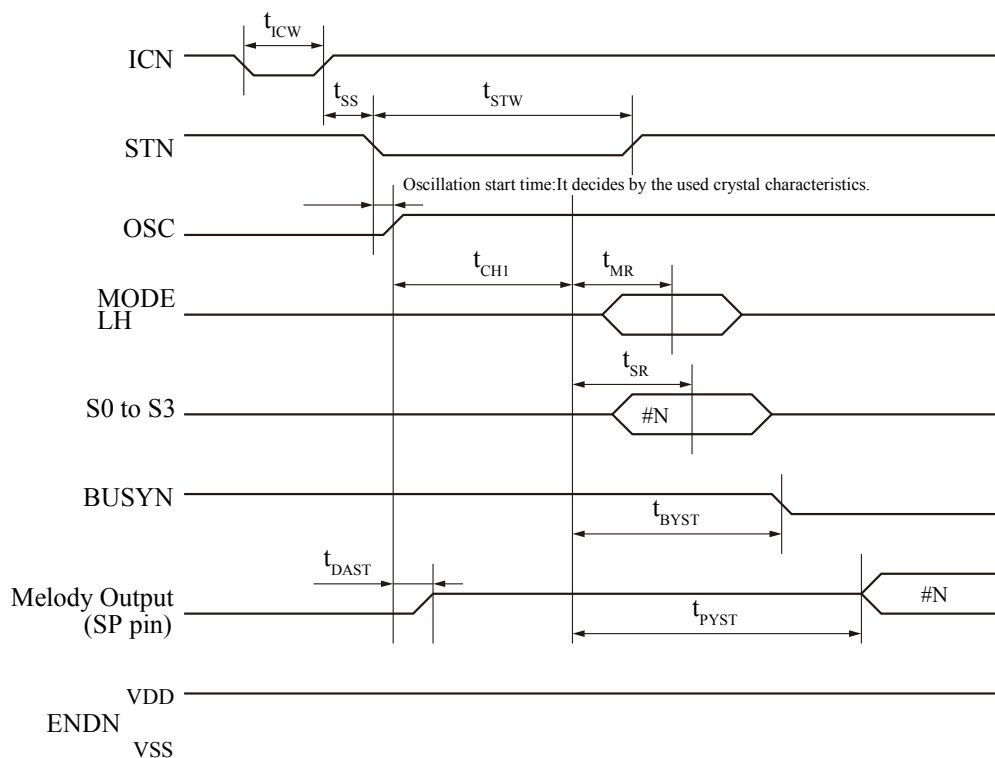 tICW
ICN
tSS
tSTW
STN
Oscillation start time:It decides by the used crystal characteristics.
OSC
tCH1
tMR
MODE
LH
tSR
S0 to S3
#N
BUSYN
tBYST
tDAST
Melody Output
(SP pin)
#N
tPYST
VDD
ENDN
VSS